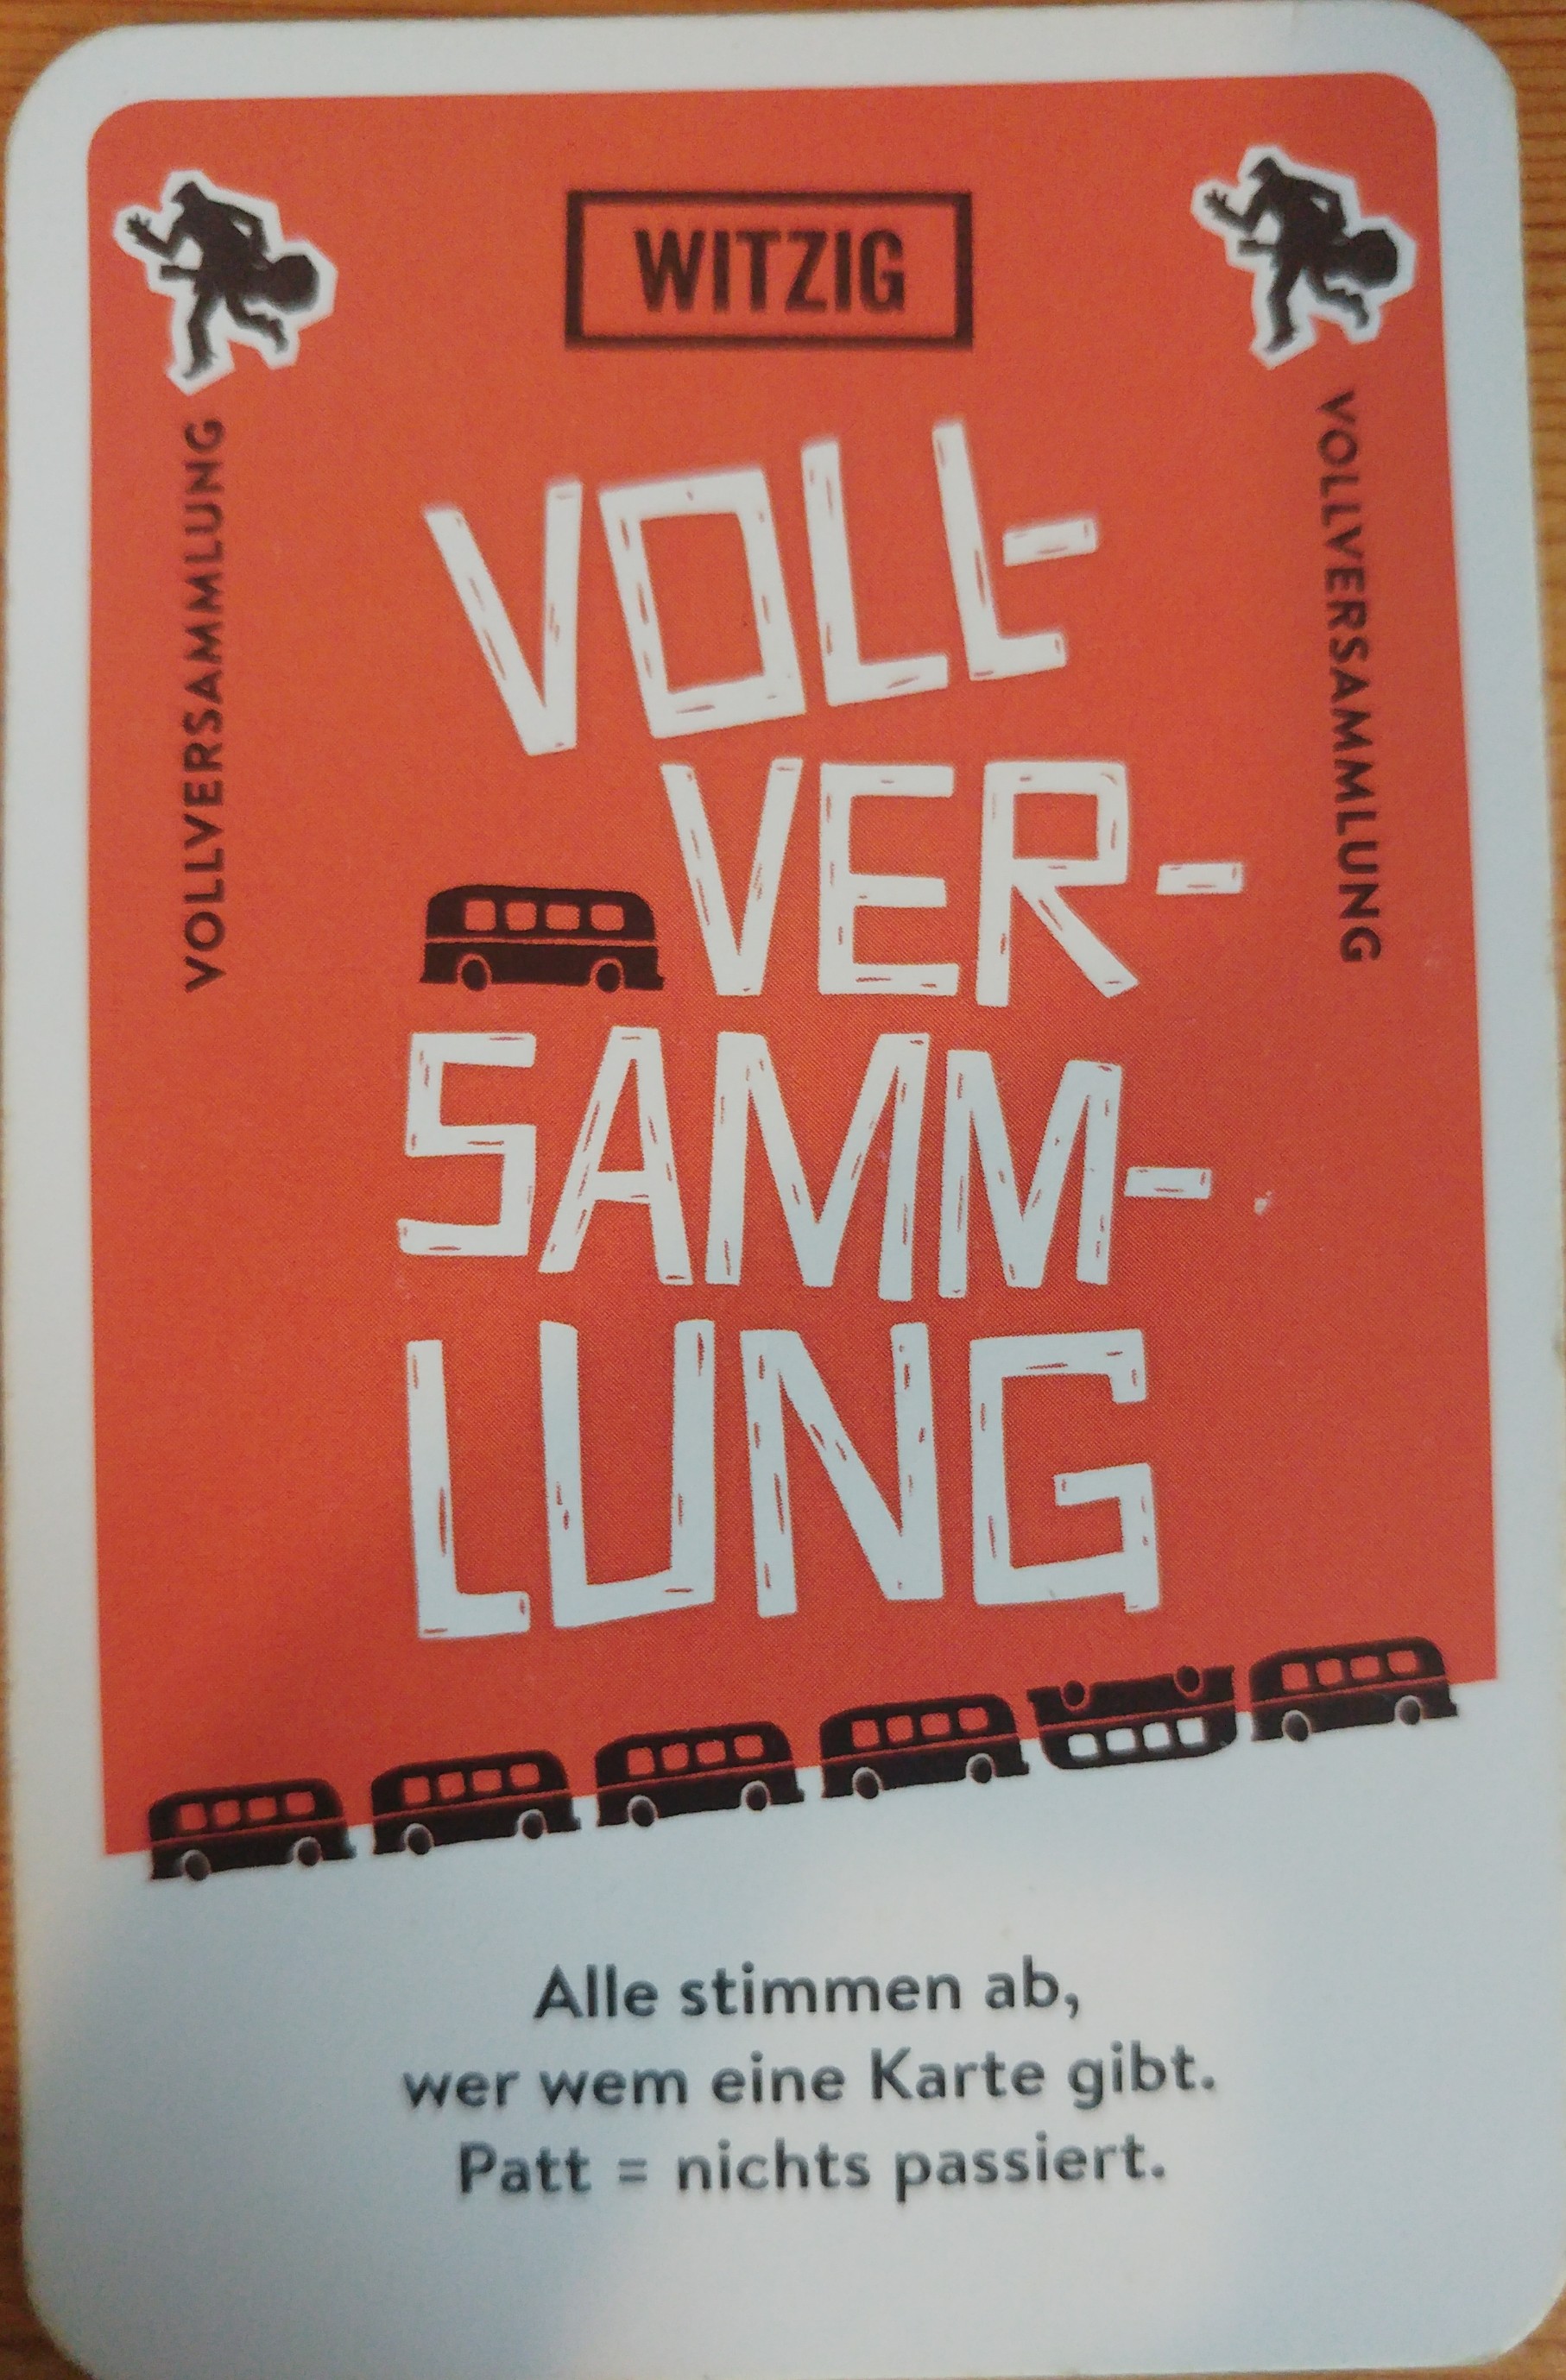 WITZIG
VOLLVERSAMMLUNG
VOLL-
VER-
SAMM-
LUNG
VOLLVERSAMMLUNG
Alle stimmen ab,
wer wem eine Karte gibt.
Patt = nichts passiert.